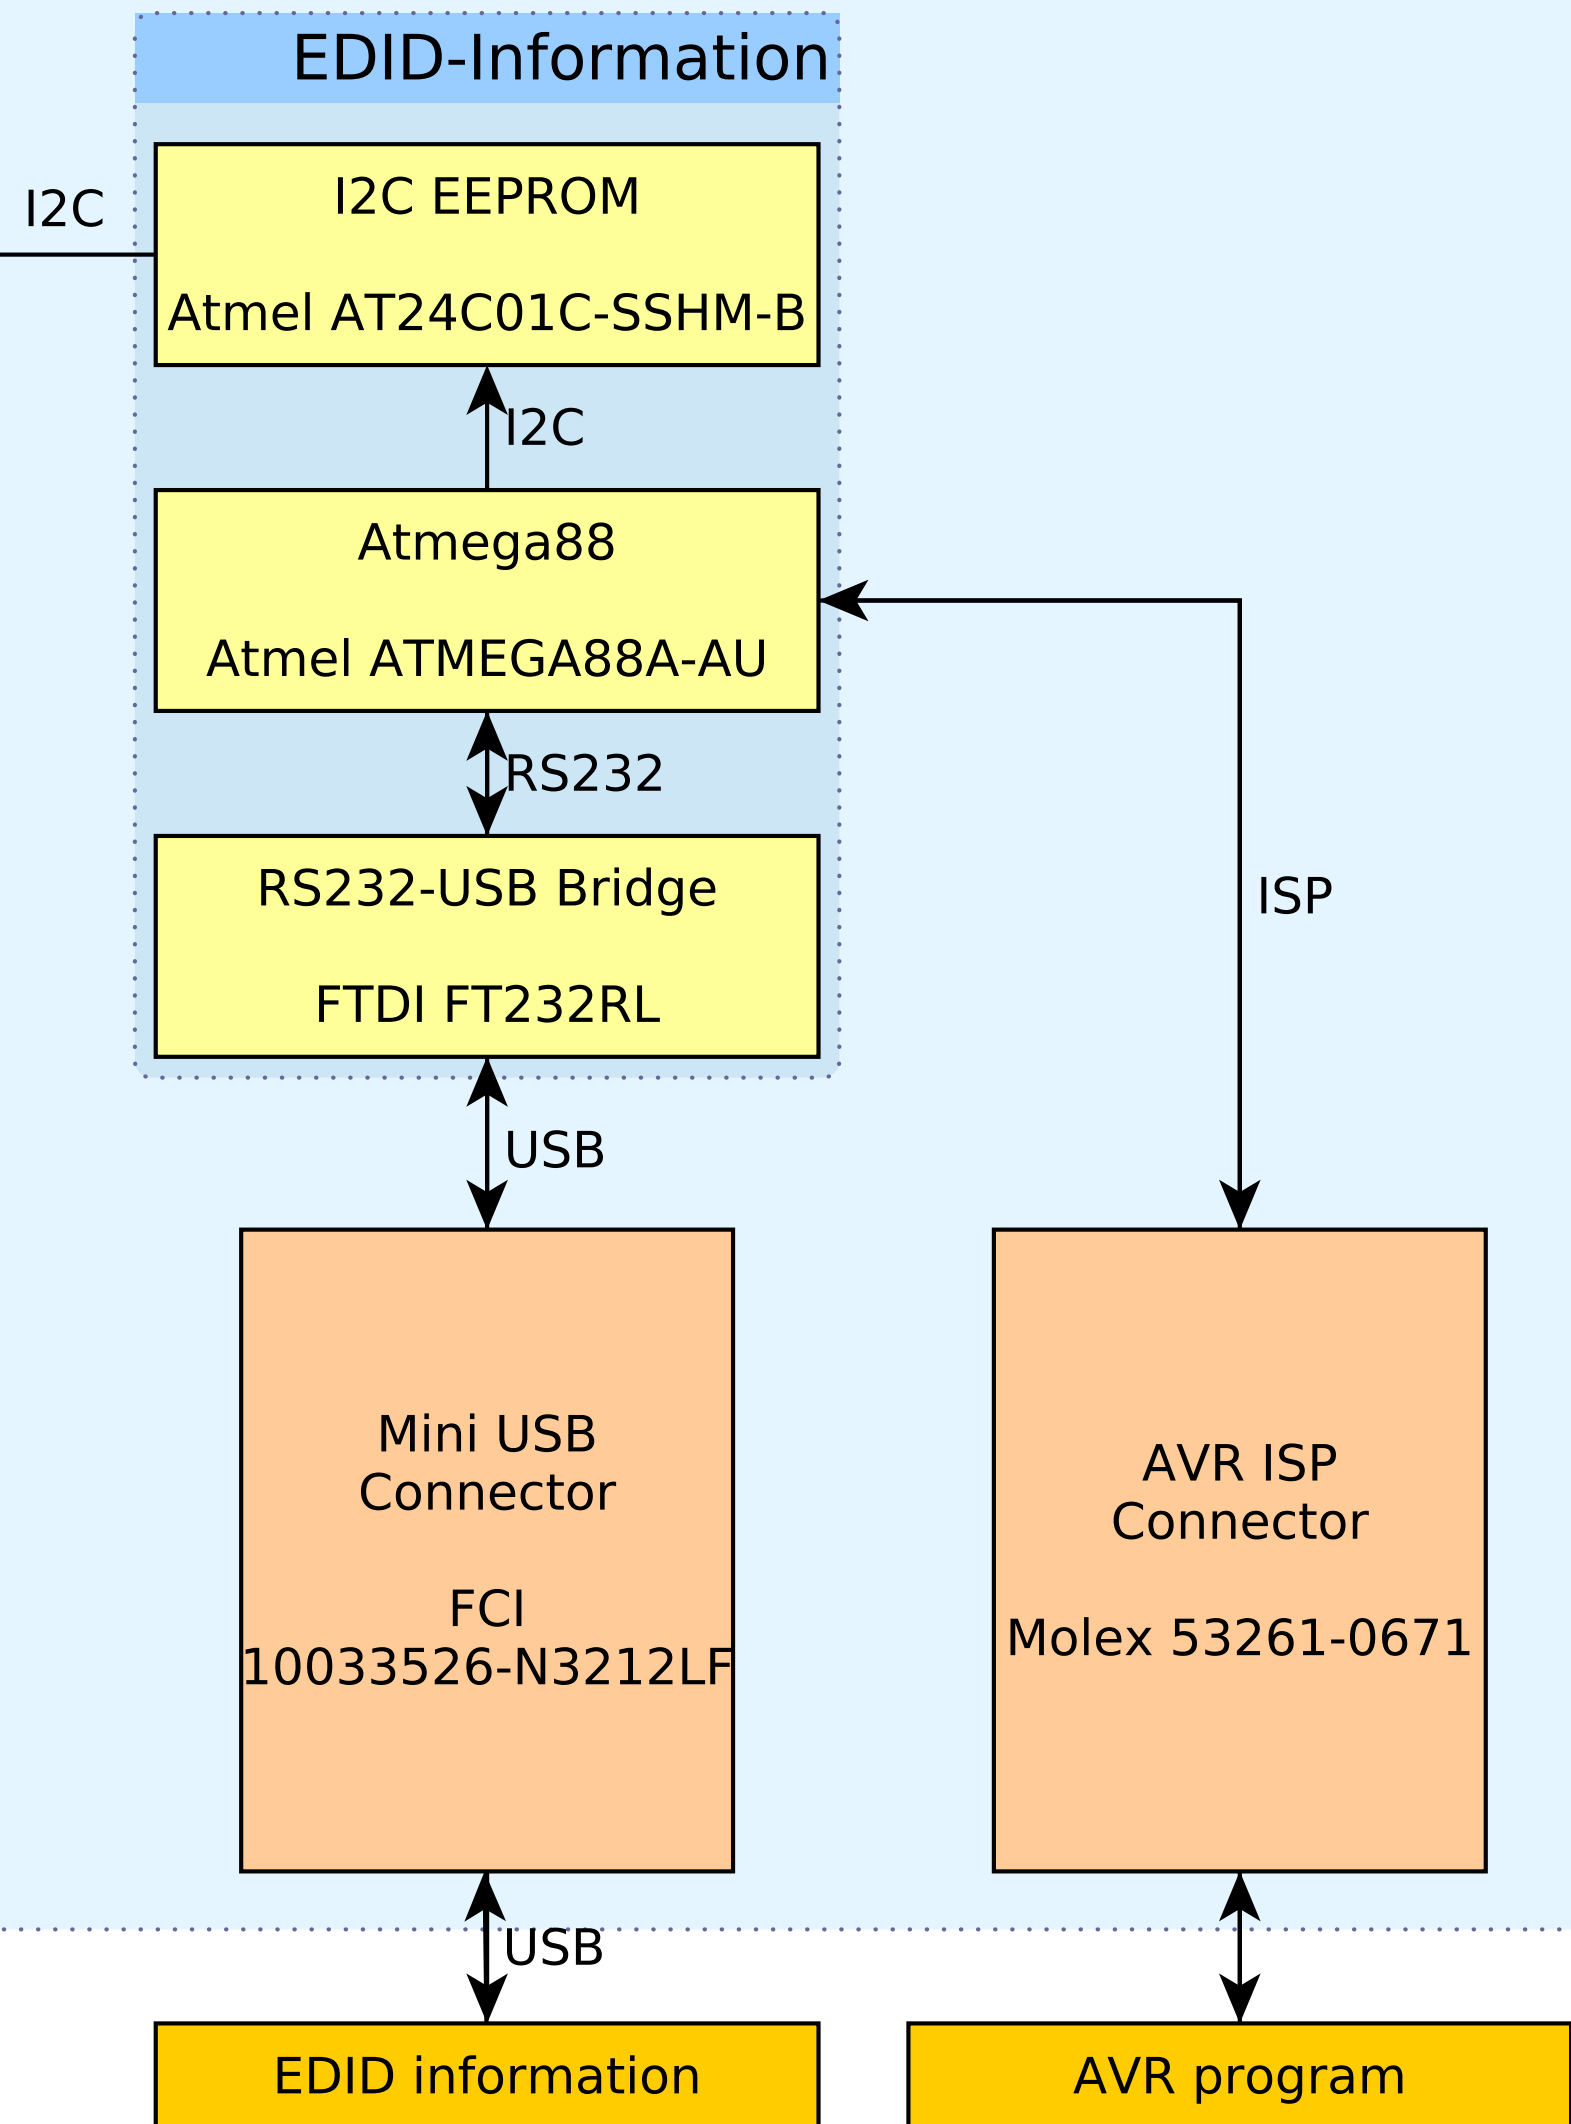 EDID-Information
I2C
I2C EEPROM
Atmel AT24C01C-SSHM-B
I2C
Atmega88
Atmel ATMEGA88A-AU
RS232
RS232-USB Bridge
FTDI FT232RL
ISP
USB
Mini USB
Connector
FCI
10033526-N3212LF
AVR ISP
Connector
Molex 53261-0671
USB
EDID information
AVR program